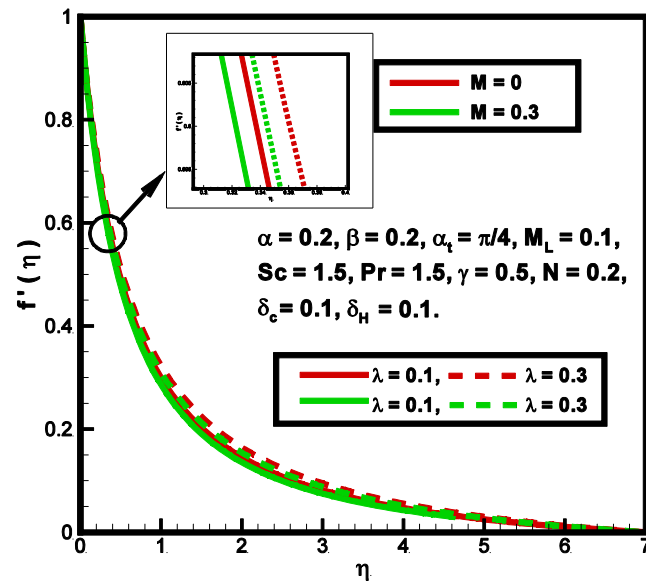 1
0.8
0.6
0.4
0.2
0
f ' ( η )
0 1 2 3 4 5 6 7
η
f ' ( η )
0.6
η
M = 0
M = 0.3
α = 0.2, β = 0.2, αt = π/4, ML = 0.1,
Sc = 1.5, Pr = 1.5, γ = 0.5, N = 0.2,
δc = 0.1, δH = 0.1.
λ = 0.1, λ = 0.3
λ = 0.1, λ = 0.3